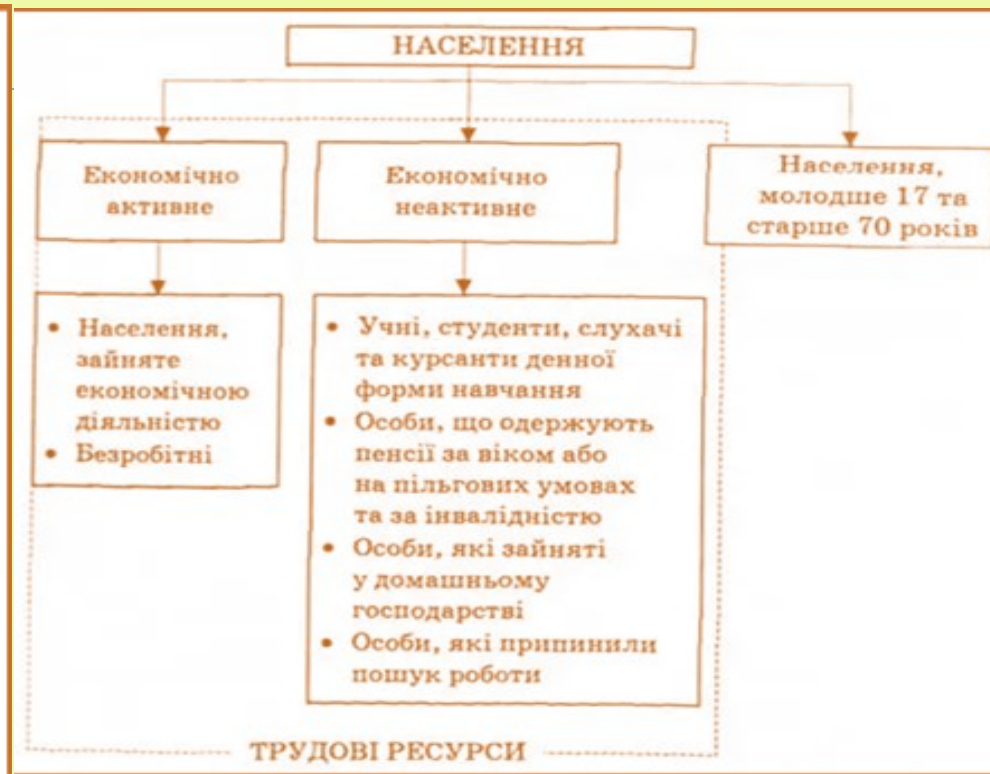 НАСЕЛЕННЯ
Економічно
активне
Економічно
неактивне
Населення,
молодше 17 та
старше 70 років
• Населення,
зайняте
економічною
діяльністю
• Безробітні
• Учні, студенти, слухачі
та курсанти денної
форми навчання
• Особи, що одержують
пенсії за віком або
на пільгових умовах
та за інвалідністю
• Особи, які зайняті
у домашньому
господарстві
• Особи, які припинили
пошук роботи
ТРУДОВІ РЕСУРСИ